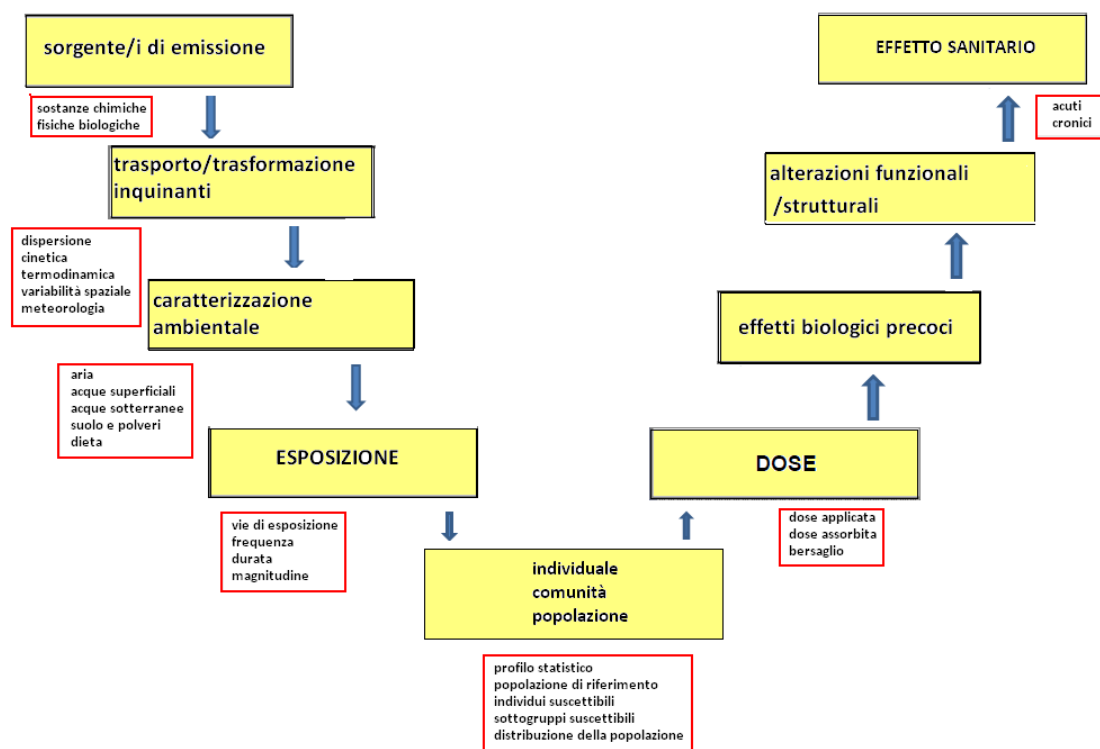 sorgente/i di emissione
sostanze chimiche
fisiche biologiche
trasporto/trasformazione
inquinanti
dispersione
cinetica
termodinamica
variabilità spaziale
meteorologia
caratterizzazione
ambientale
aria
acque superficiali
acque sotterranee
suolo e polveri
dieta
ESPOSIZIONE
vie di esposizione
frequenza
durata
magnitudine
individuale
comunità
popolazione
profilo statistico
popolazione di riferimento
individui suscettibili
sottogruppi suscettibili
distribuzione della popolazione
DOSE
dose applicata
dose assorbita
bersaglio
effetti biologici precoci
alterazioni funzionali
/strutturali
acuti
cronici
EFFETTO SANITARIO